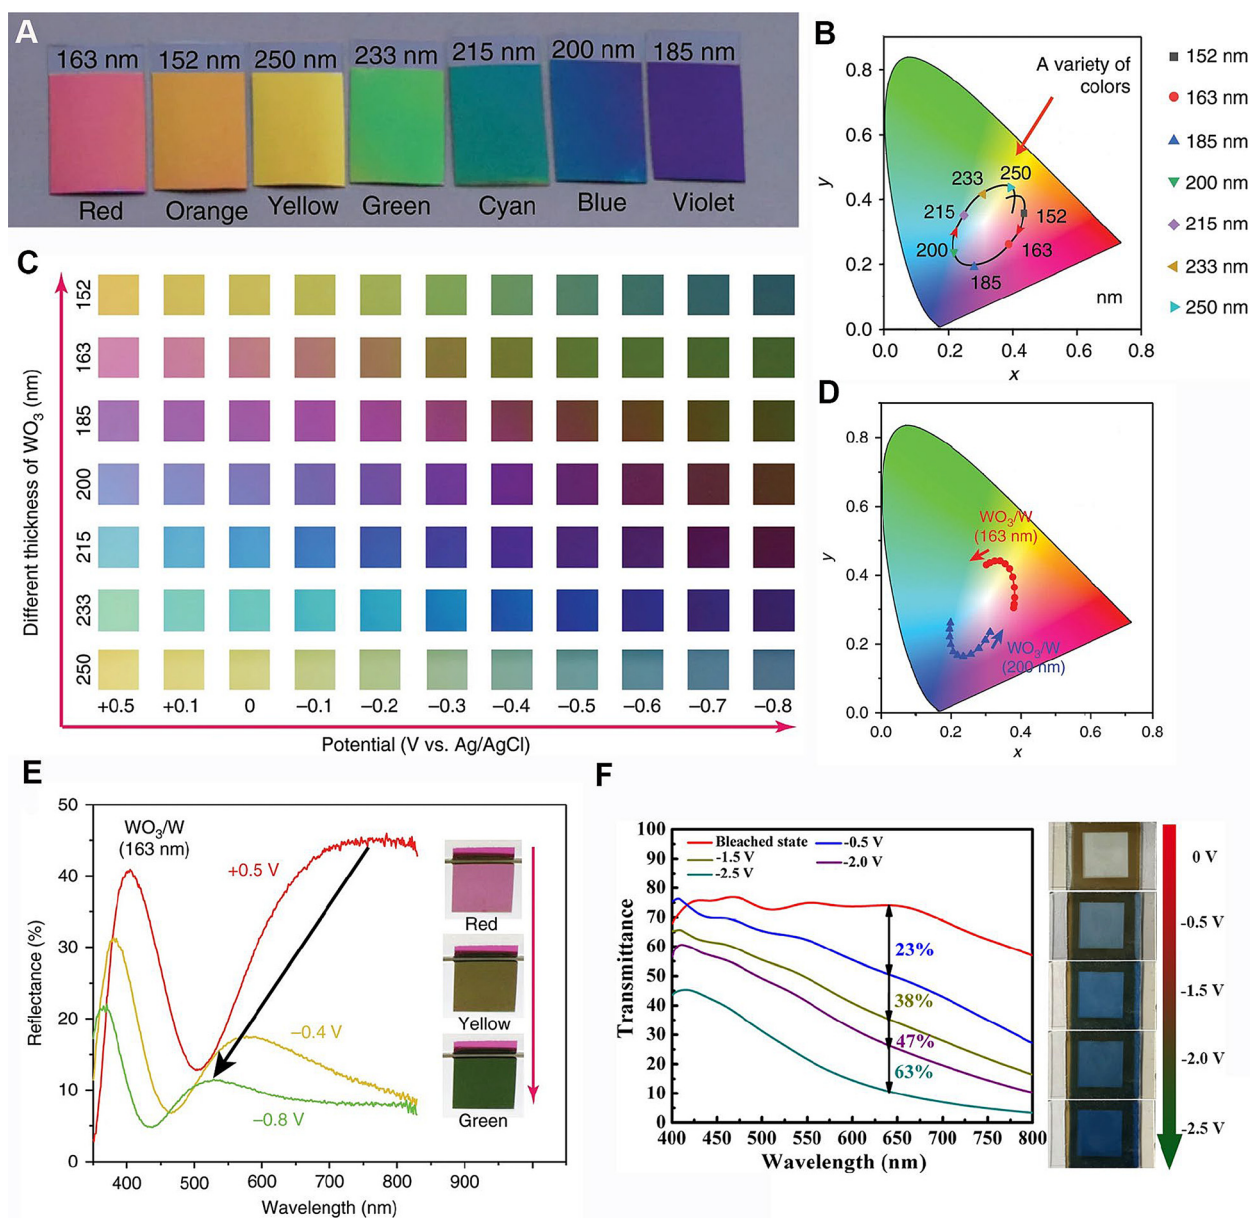 A
163 nm 152 nm 250 nm 233 nm 215 nm 200 nm 185 nm
Red Orange Yellow Green Cyan Blue Violet
B
A variety of
colors
0.8
0.6
0.4
0.2
0.0
y
250
233
215
152
200
163
185
nm
0.0 0.2 0.4 0.6 0.8
x
152 nm
163 nm
185 nm
200 nm
215 nm
233 nm
250 nm
C
Different thickness of WO3 (nm)
152
163
185
200
215
233
250
+0.5 +0.1 0 −0.1 −0.2 −0.3 −0.4 −0.5 −0.6 −0.7 −0.8
Potential (V vs. Ag/AgCl)
D
0.8
0.6
0.4
0.2
0.0
y
WO3/W
(163 nm)
WO3/W
(200 nm)
0.0 0.2 0.4 0.6 0.8
x
E
50
40
30
20
10
0
Reflectance (%)
WO3/W
(163 nm)
+0.5 V
−0.4 V
−0.8 V
Red
Yellow
Green
400 500 600 700 800 900
Wavelength (nm)
F
100
90
80
70
60
50
40
30
20
10
0
Transmittance
Bleached state -0.5 V
-1.5 V -2.0 V
-2.5 V
23%
38%
47%
63%
400 450 500 550 600 650 700 750 800
Wavelength (nm)
0 V
-0.5 V
-1.5 V
-2.0 V
-2.5 V